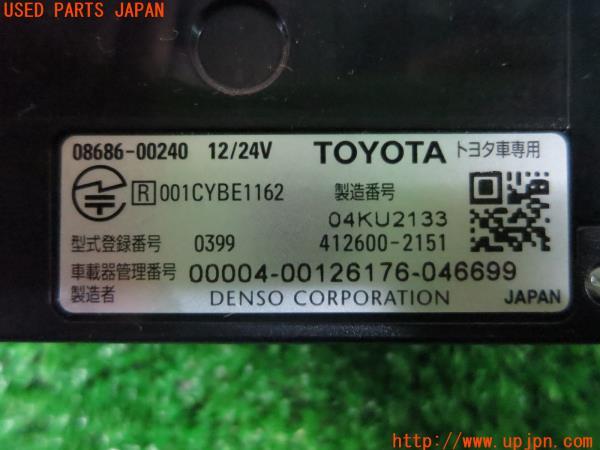 USED PARTS JAPAN
08686-00240 12/24V TOYOTA トヨタ車専用
R 001CYBE1162 製造番号
04KU2133
型式登録番号 0399 412600-2151
車載器管理番号 00004-00126176-046699
製造者 DENSO CORPORATION JAPAN
http://www.upjpn.com/